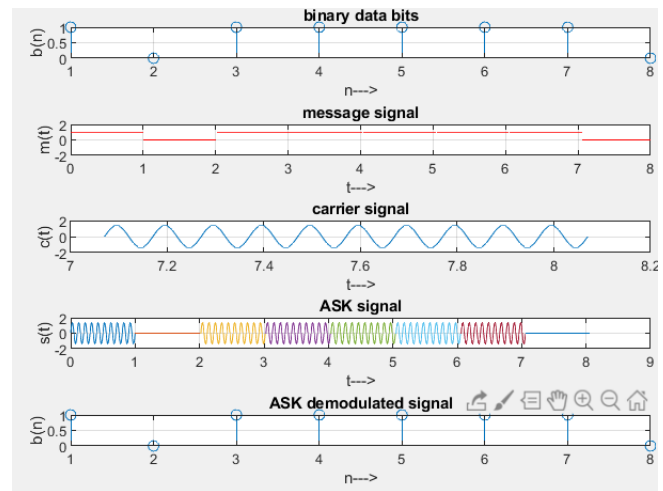 binary data bits
b(n)
1
0.5
0
1 2 3 4 5 6 7 8
n--->
message signal
m(t)
2
0
-2
0 1 2 3 4 5 6 7 8
t--->
carrier signal
c(t)
2
0
-2
7 7.2 7.4 7.6 7.8 8 8.2
t--->
ASK signal
s(t)
2
0
-2
0 1 2 3 4 5 6 7 8 9
t--->
ASK demodulated signal
b(n)
1
0.5
0
1 2 3 4 5 6 7 8
n--->